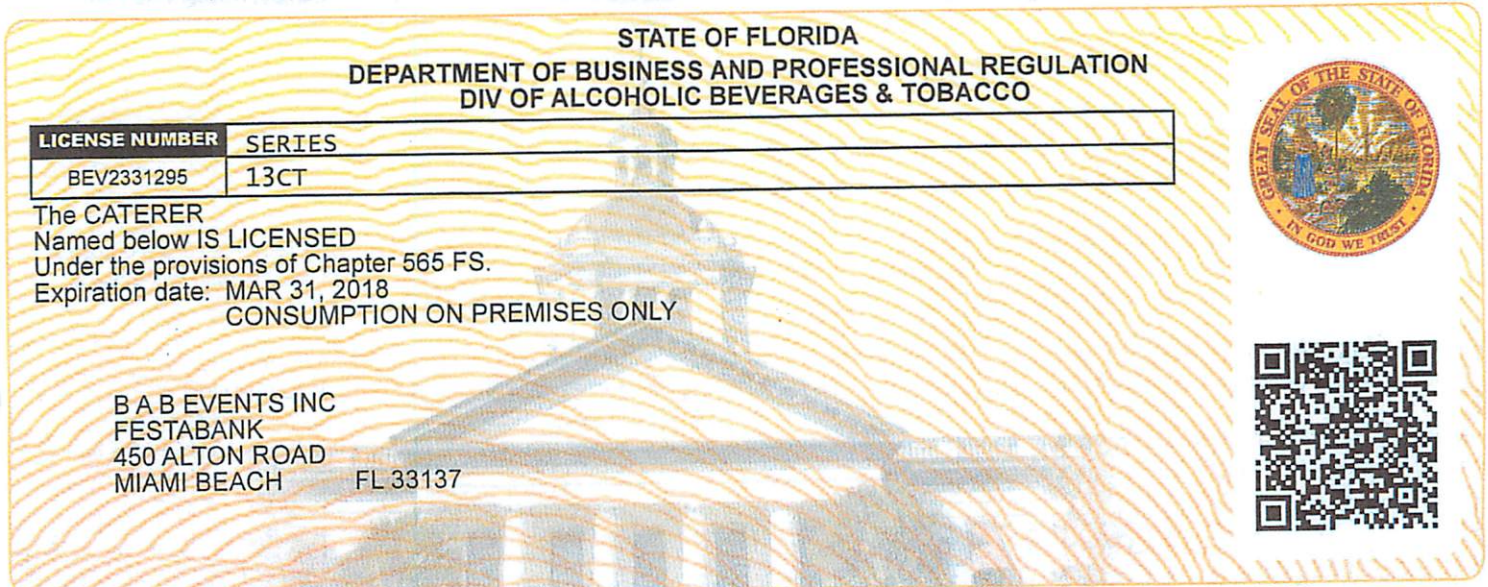 STATE OF FLORIDA
DEPARTMENT OF BUSINESS AND PROFESSIONAL REGULATION
DIV OF ALCOHOLIC BEVERAGES & TOBACCO
LICENSE NUMBER SERIES
BEV2331295 13CT
The CATERER
Named below IS LICENSED
Under the provisions of Chapter 565 FS.
Expiration date: MAR 31, 2018
CONSUMPTION ON PREMISES ONLY
B A B EVENTS INC
FESTABANK
450 ALTON ROAD
MIAMI BEACH FL 33137
GREAT SEAL OF THE STATE OF FLORIDA
IN GOD WE TRUST